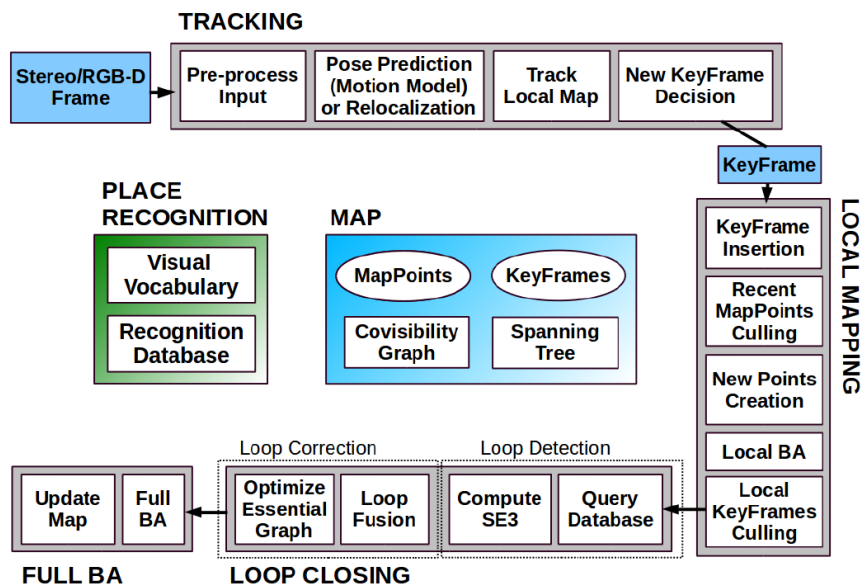 TRACKING
Stereo/RGB-D
Frame
Pre-process
Input
Pose Prediction
(Motion Model)
or Relocalization
Track
Local Map
New KeyFrame
Decision
KeyFrame
PLACE
RECOGNITION
Visual
Vocabulary
Recognition
Database
MAP
MapPoints
KeyFrames
Covisibility
Graph
Spanning
Tree
LOCAL MAPPING
KeyFrame
Insertion
Recent
MapPoints
Culling
New Points
Creation
Local BA
Local
KeyFrames
Culling
Loop Correction
Loop Detection
Optimize
Essential
Graph
Loop
Fusion
Compute
SE3
Query
Database
LOOP CLOSING
Update
Map
Full
BA
FULL BA